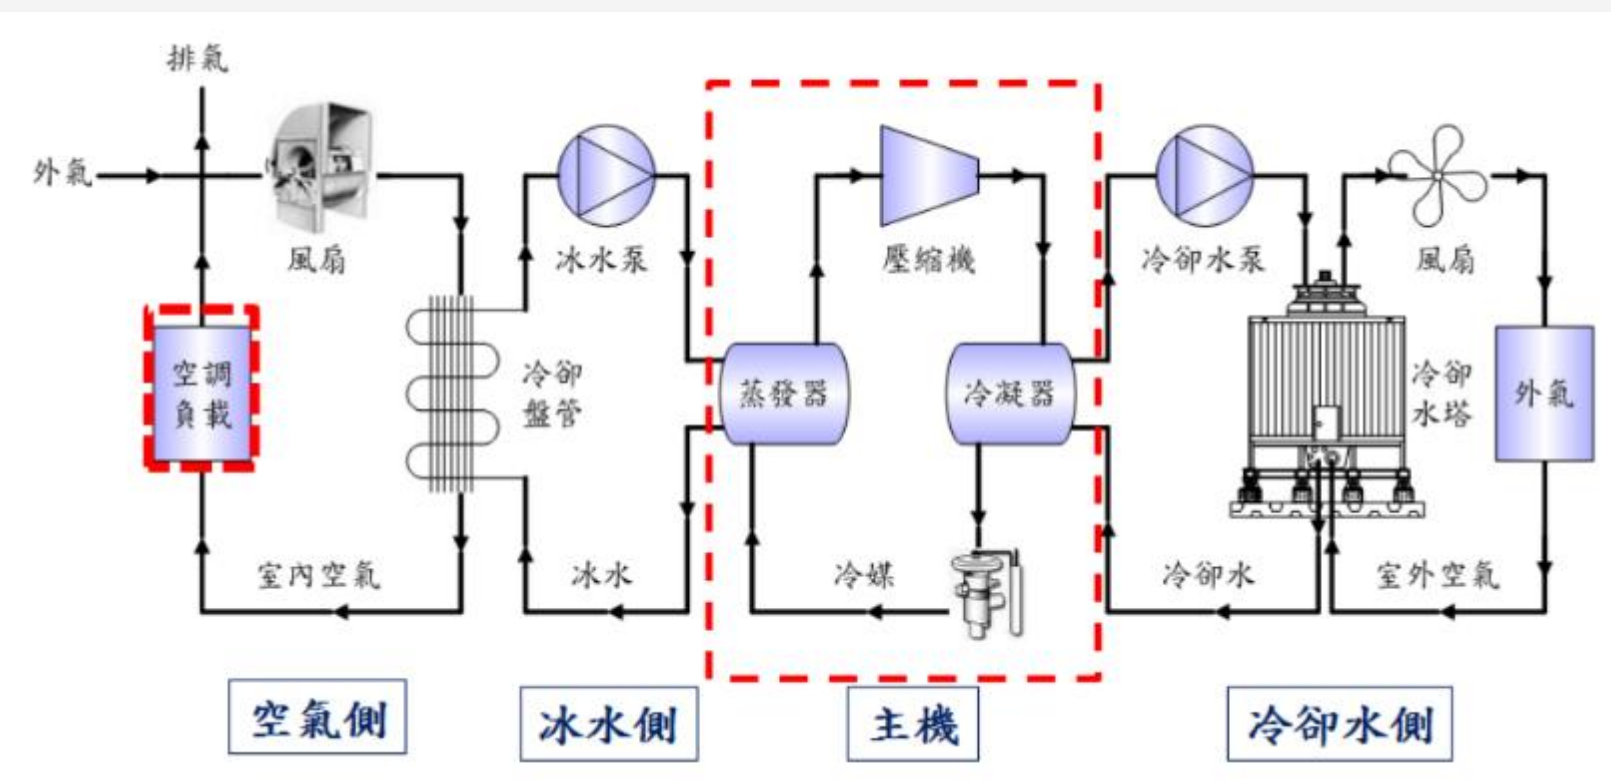 排氣
外氣
風扇
冰水泵
壓縮機
冷卻水泵
風扇
空調
負載
冷卻
盤管
蒸發器
冷凝器
冷卻
水塔
外氣
室內空氣
冰水
冷媒
冷卻水
室外空氣
空氣側
冰水側
主機
冷卻水側